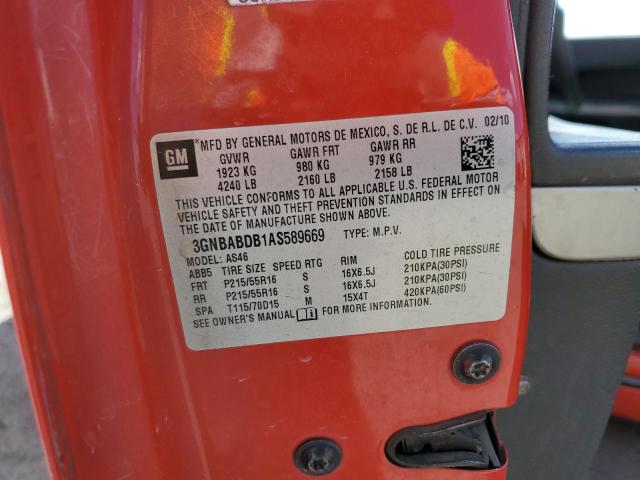 GM
MFD BY GENERAL MOTORS DE MEXICO, S. DE R.L. DE C.V. 02/10
GVWR GAWR FRT GAWR RR
1923 KG 980 KG 979 KG
4240 LB 2160 LB 2158 LB
THIS VEHICLE CONFORMS TO ALL APPLICABLE U.S. FEDERAL MOTOR
VEHICLE SAFETY AND THEFT PREVENTION STANDARDS IN EFFECT ON
THE DATE OF MANUFACTURE SHOWN ABOVE.
3GNBABDB1AS589669 TYPE: M.P.V.
MODEL: AS46
ABB5 TIRE SIZE SPEED RTG RIM COLD TIRE PRESSURE
FRT P215/55R16 S 16X6.5J 210KPA(30PSI)
RR P215/55R16 S 16X6.5J 210KPA(30PSI)
SPA T115/70D15 M 15X4T 420KPA(60PSI)
SEE OWNER'S MANUAL FOR MORE INFORMATION.